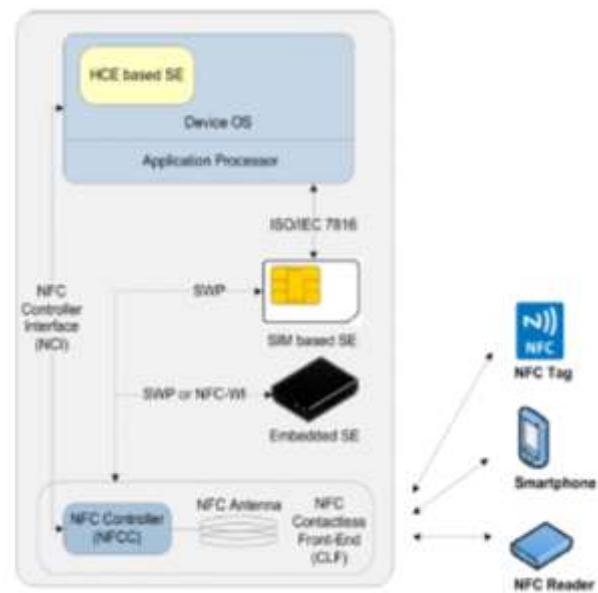 HCE based SE
Device OS
Application Processor
ISO/IEC 7816
SWP
SIM based SE
NFC
Controller
Interface
(NCI)
SWP or NFC-WI
Embedded SE
NFC Controller
(NFCC)
NFC Antenna
NFC
Contactless
Front-End
(CLF)
N))
NFC
NFC Tag
Smartphone
NFC Reader